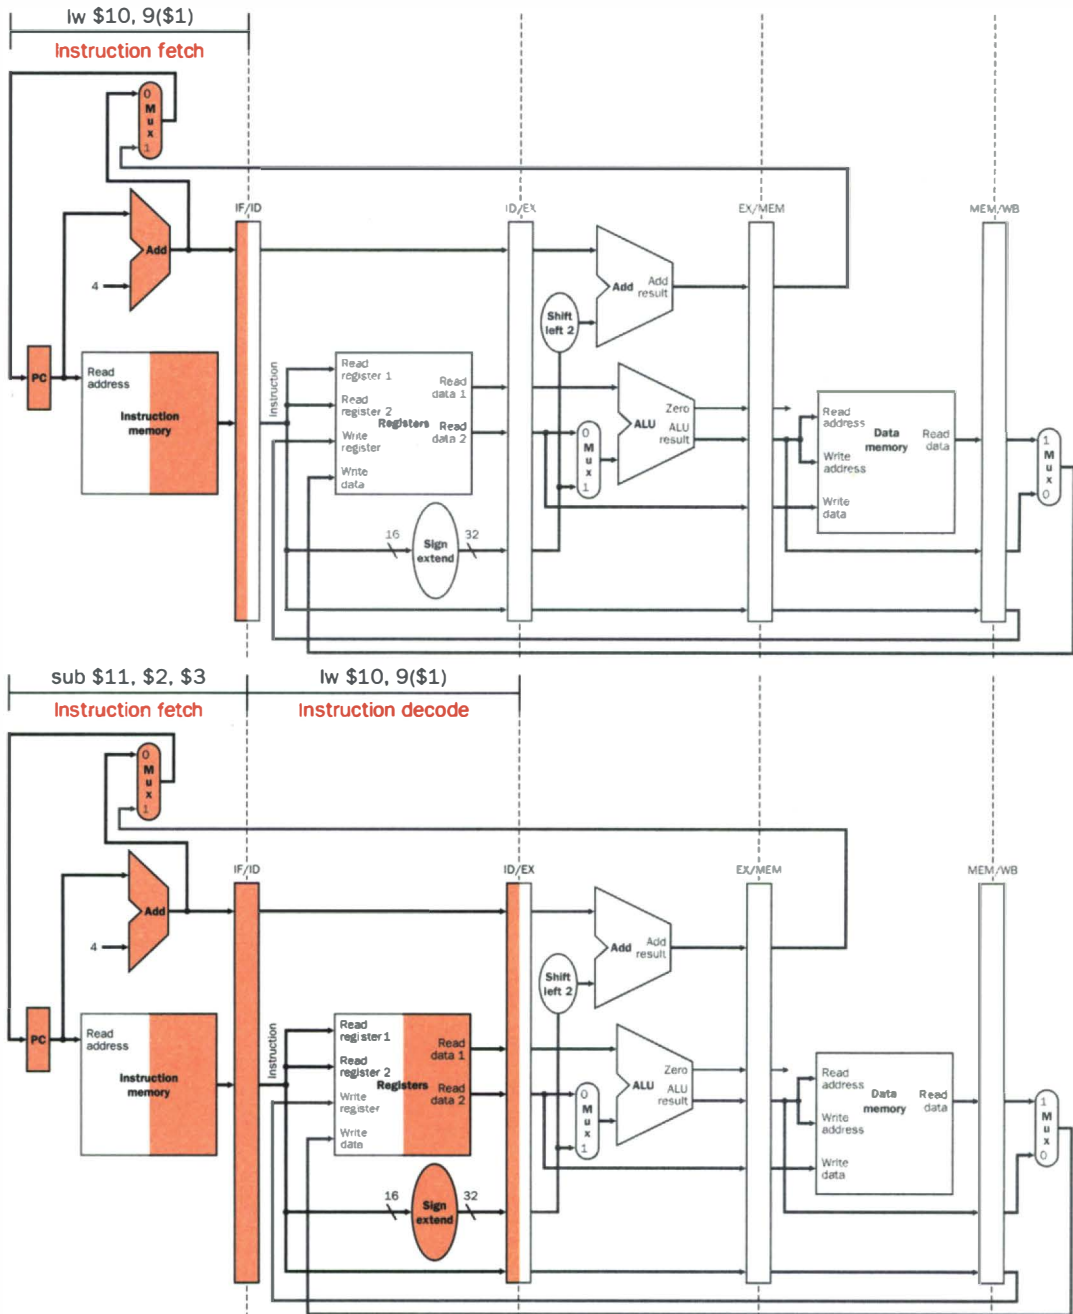 lw $10, 9($1)
Instruction fetch
0
M
u
x
1
IF/ID
ID/EX
EX/MEM
MEM/WB
Add
4
Add
Add
result
Shift
left 2
PC
Read
address
Instruction
memory
Instruction
Read
register 1
Read
data 1
Read
register 2
Registers
Read
data 2
Write
register
Write
data
0
M
u
x
1
Zero
ALU
ALU
result
Read
address
Data
memory
Read
data
Write
address
Write
data
1
M
u
x
0
16
Sign
extend
32
sub $11, $2, $3
lw $10, 9($1)
Instruction fetch
Instruction decode
0
M
u
x
1
IF/ID
ID/EX
EX/MEM
MEM/WB
Add
4
Add
Add
result
Shift
left 2
PC
Read
address
Instruction
memory
Instruction
Read
register 1
Read
data 1
Read
register 2
Registers
Read
data 2
Write
register
Write
data
0
M
u
x
1
Zero
ALU
ALU
result
Read
address
Data
memory
Read
data
Write
address
Write
data
1
M
u
x
0
16
Sign
extend
32